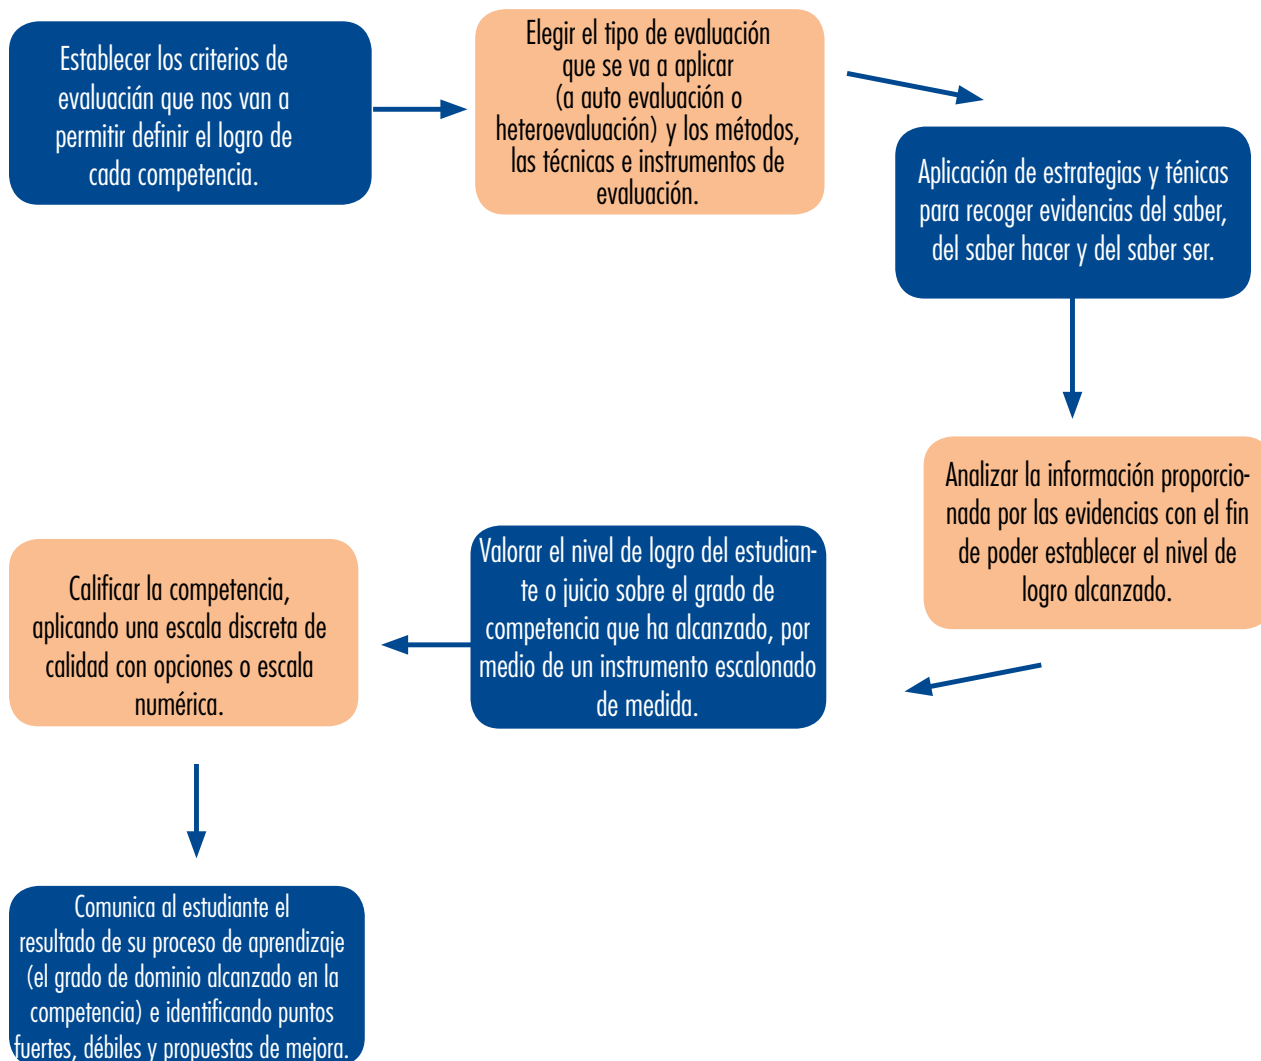 Establecer los criterios de
evaluacián que nos van a
permitir definir el logro de
cada competencia.
Elegir el tipo de evaluación
que se va a aplicar
(a auto evaluación o
heteroevaluación) y los métodos,
las técnicas e instrumentos de
evaluación.
Aplicación de estrategias y ténicas
para recoger evidencias del saber,
del saber hacer y del saber ser.
Analizar la información proporcio-
nada por las evidencias con el fin
de poder establecer el nivel de
logro alcanzado.
Valorar el nivel de logro del estudian-
te o juicio sobre el grado de
competencia que ha alcanzado, por
medio de un instrumento escalonado
de medida.
Calificar la competencia,
aplicando una escala discreta de
calidad con opciones o escala
numérica.
Comunica al estudiante el
resultado de su proceso de aprendizaje
(el grado de dominio alcanzado en la
competencia) e identificando puntos
fuertes, débiles y propuestas de mejora.